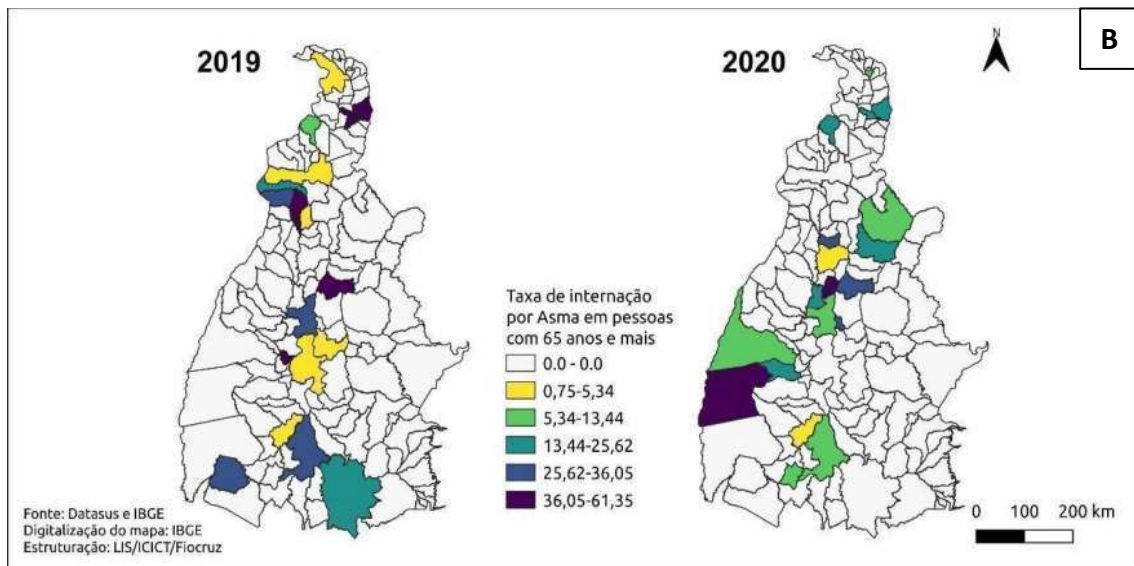 B
2019
2020
N
Taxa de internação
por Asma em pessoas
com 65 anos e mais
0.0 - 0.0
0,75-5,34
5,34-13,44
13,44-25,62
25,62-36,05
36,05-61,35
Fonte: Datasus e IBGE
Digitalização do mapa: IBGE
Estruturação: LIS/ICICT/Fiocruz
0 100 200 km